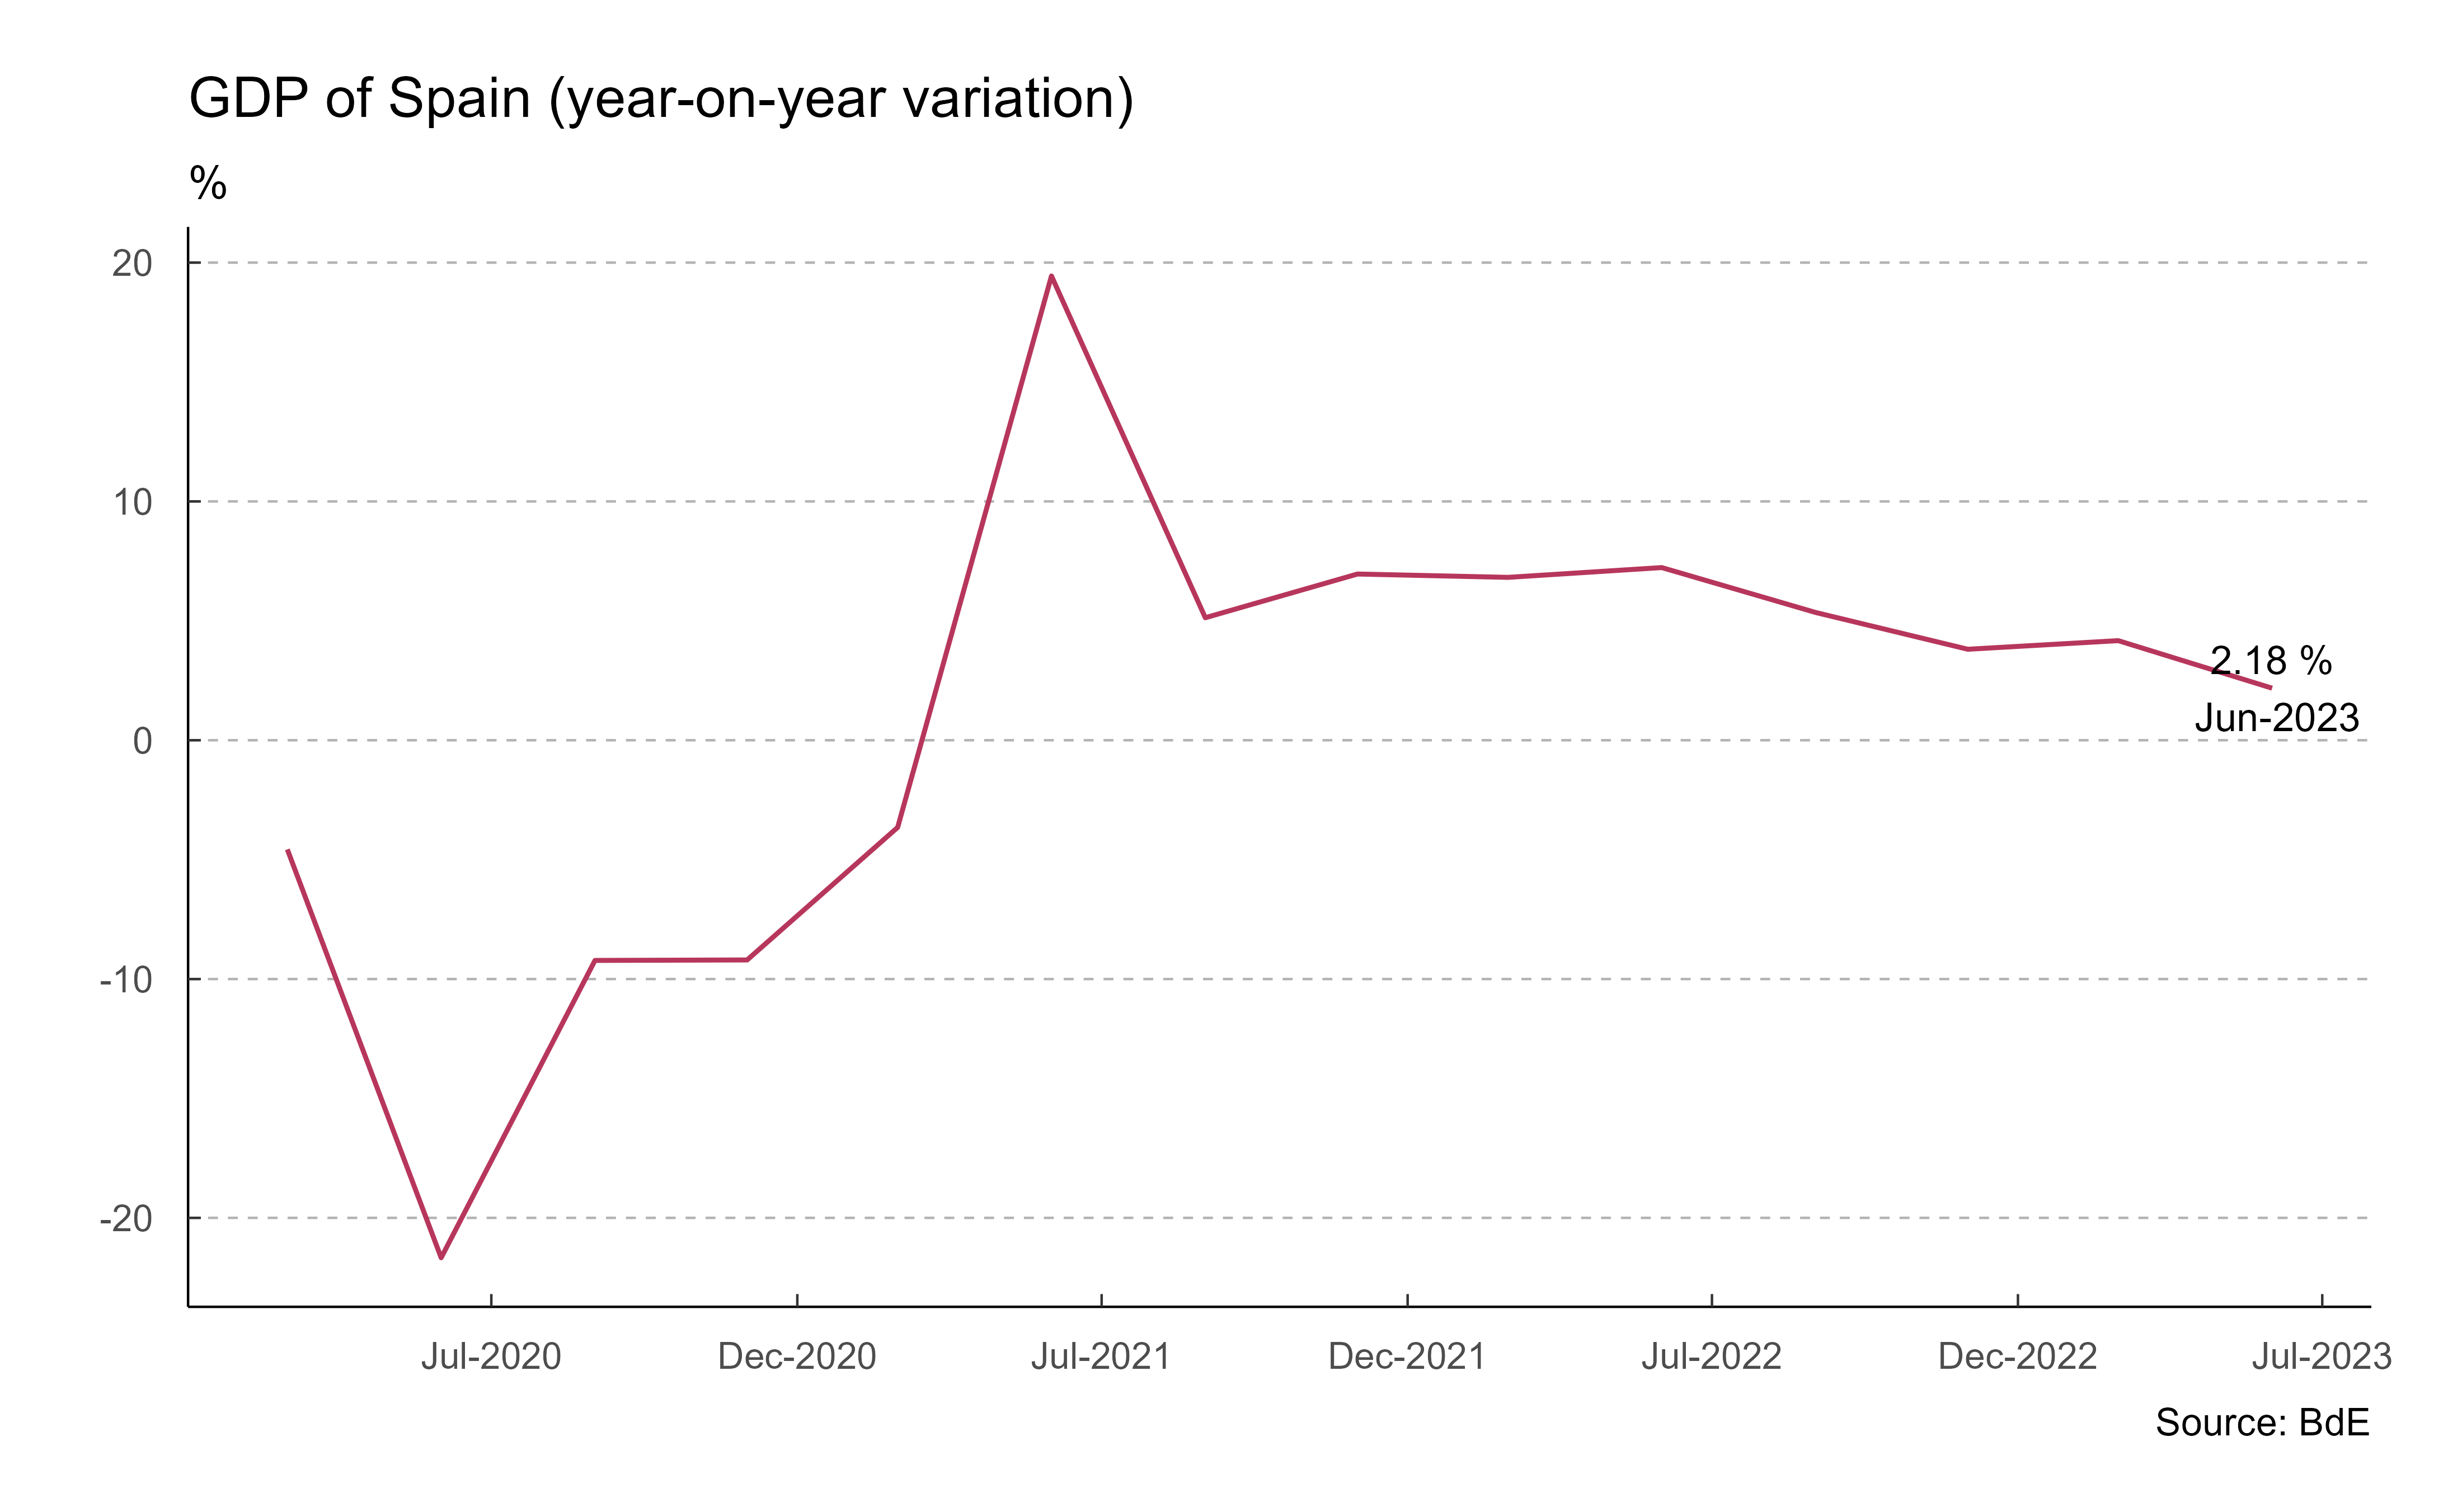 GDP of Spain (year-on-year variation)
%
20
10
0
-10
-20
2.18 %
Jun-2023
Jul-2020
Dec-2020
Jul-2021
Dec-2021
Jul-2022
Dec-2022
Jul-2023
Source: BdE